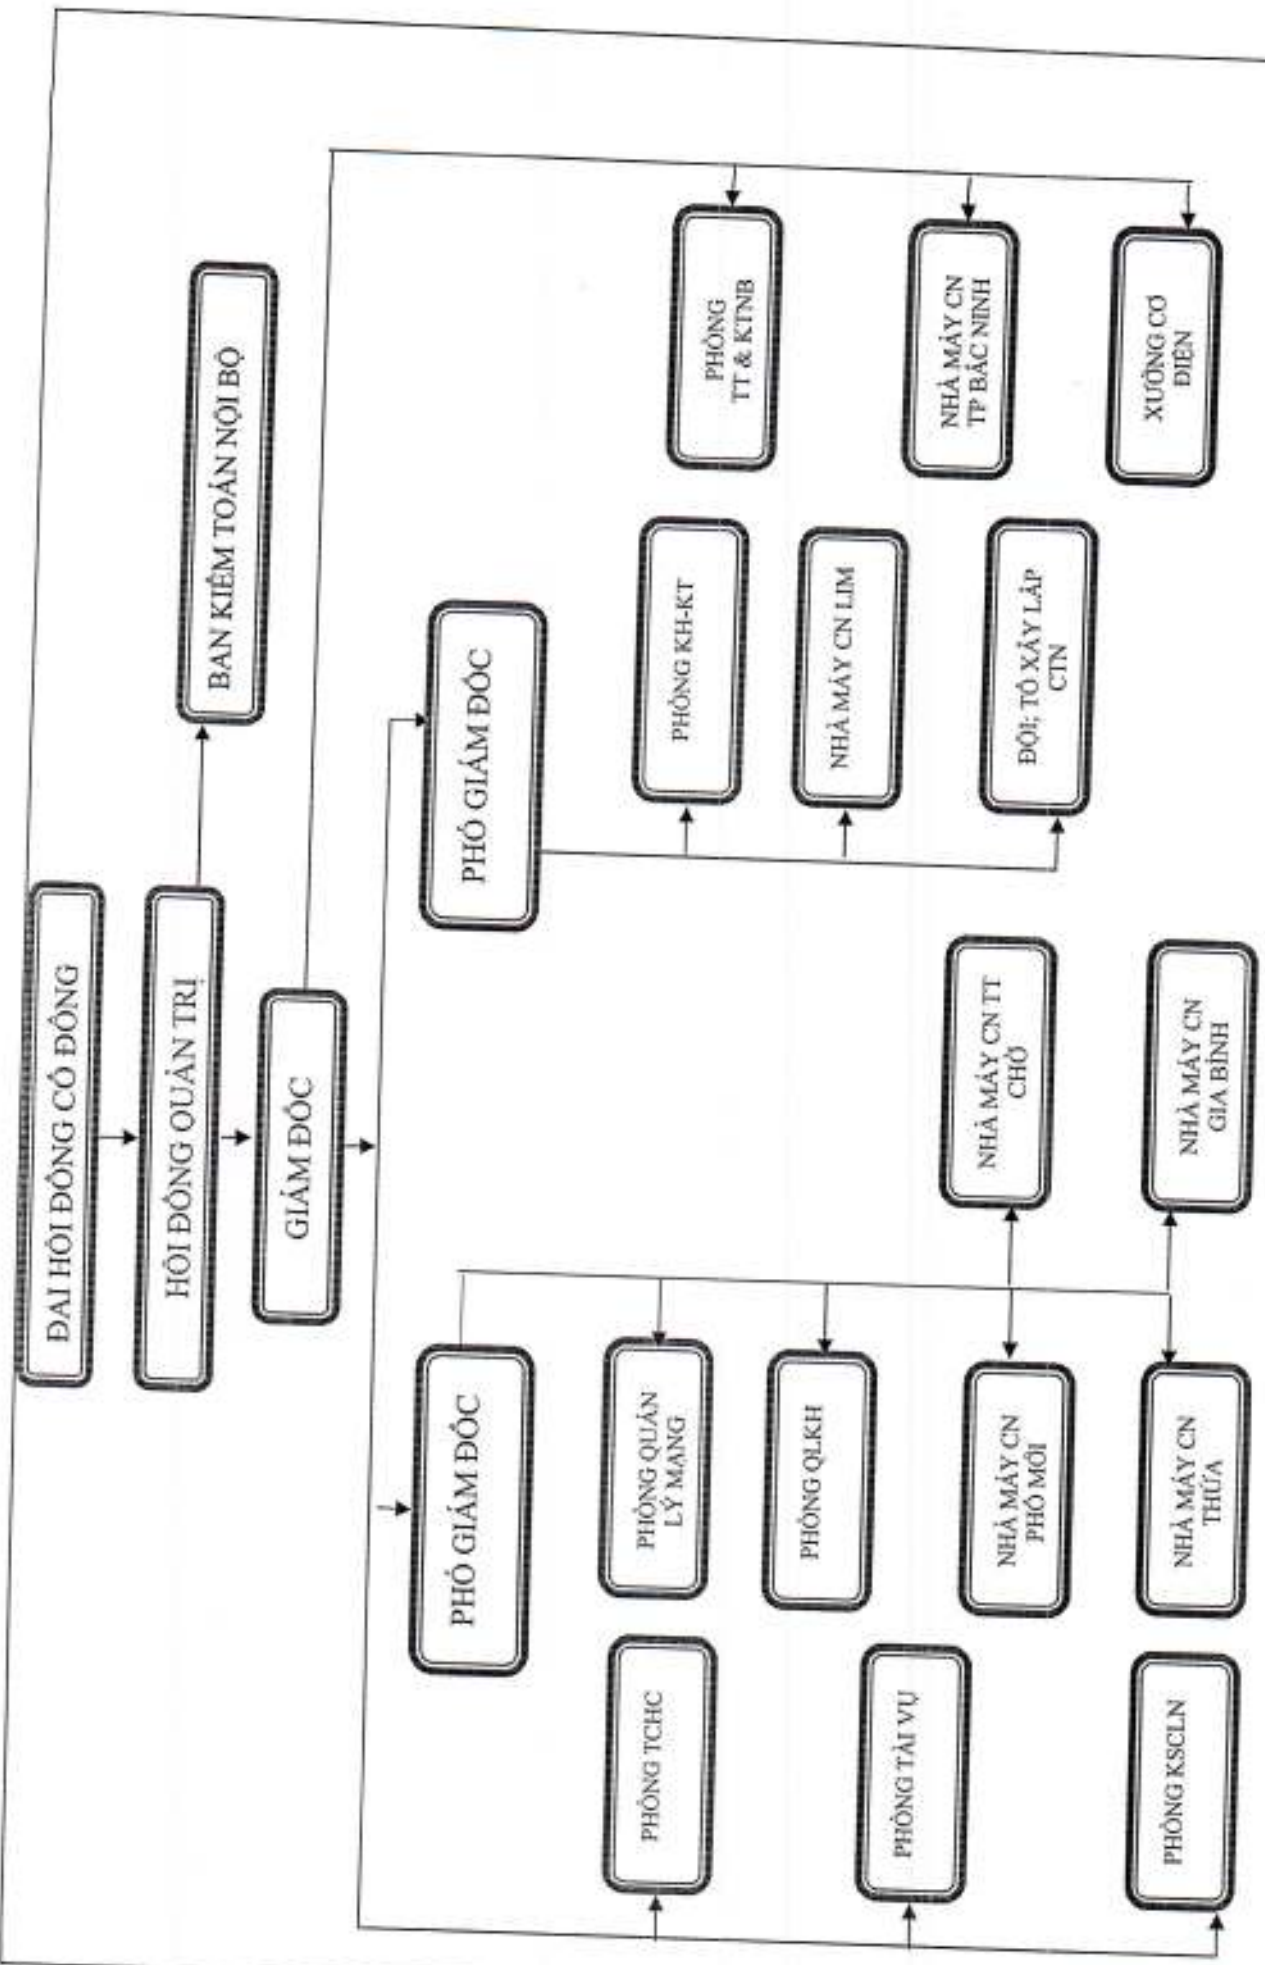 ĐẠI HỘI ĐỒNG CỔ ĐÔNG
HỘI ĐỒNG QUẢN TRỊ
BAN KIỂM TOÁN NỘI BỘ
GIÁM ĐỐC
PHÓ GIÁM ĐỐC
PHÓ GIÁM ĐỐC
PHÒNG TCHC
PHÒNG QUẢN
LÝ MẠNG
PHÒNG KH-KT
PHÒNG
TT & KTNB
PHÒNG TÀI VỤ
PHÒNG QLKH
NHÀ MÁY CN LIM
NHÀ MÁY CN
TP BẮC NINH
NHÀ MÁY CN
PHỐ MỚI
NHÀ MÁY CN TT
CHỜ
ĐỘI; TỔ XÂY LẮP
CTN
XƯỞNG CƠ
ĐIỆN
PHÒNG KSCLN
NHÀ MÁY CN
THỨA
NHÀ MÁY CN
GIA BÌNH